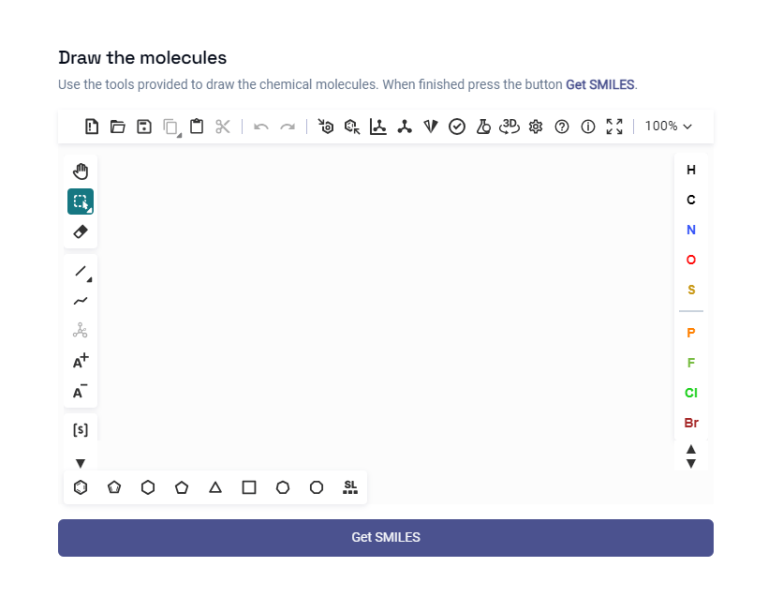 Draw the molecules
Use the tools provided to draw the chemical molecules. When finished press the button Get SMILES.
3D
100%
H
C
N
O
S
P
F
Cl
Br
A+
A−
[s]
SL
Get SMILES